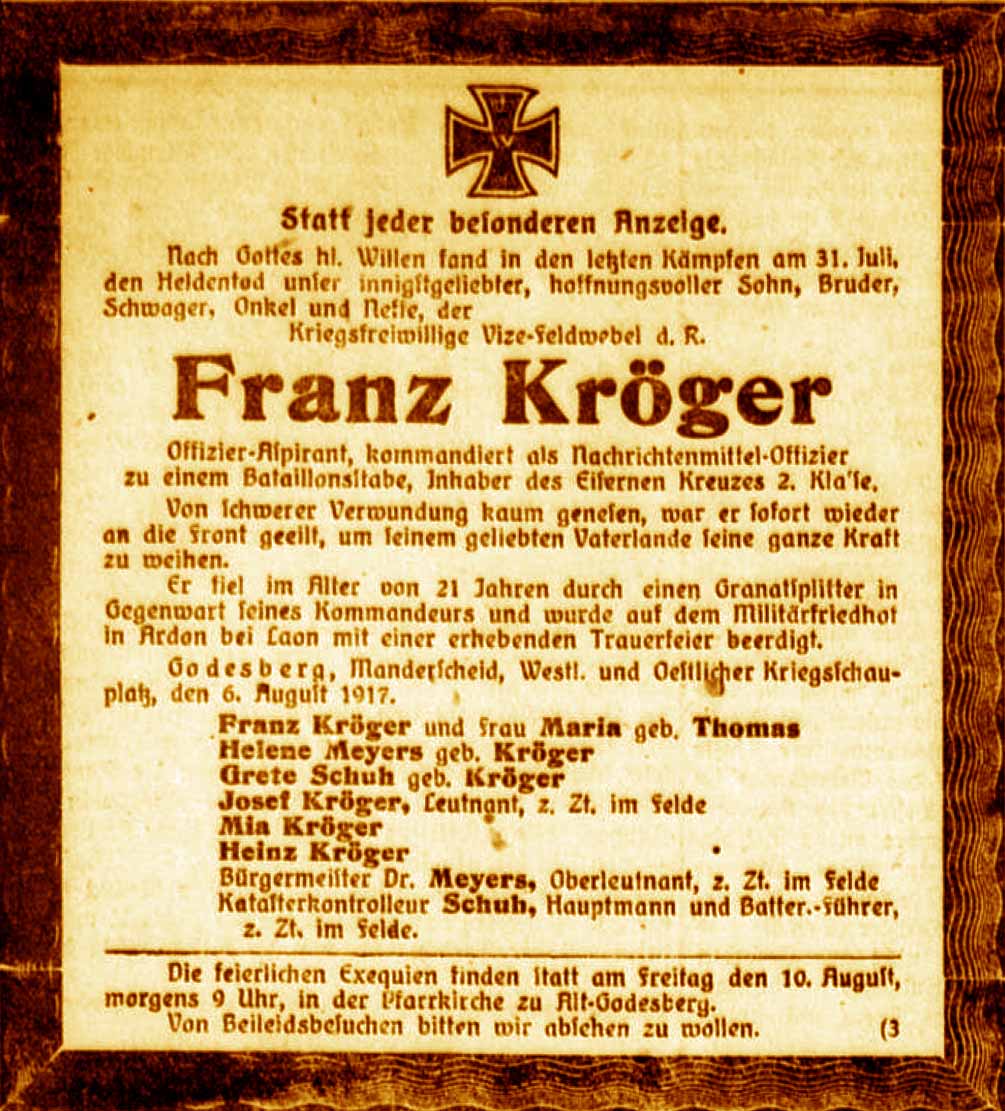 W
Statt jeder besonderen Anzeige.
Nach Gottes hl. Willen fand in den letzten Kämpfen am 31. Juli,
den Heldentod unser innigstgeliebter, hoffnungsvoller Sohn, Bruder,
Schwager, Onkel und Neffe, der
Kriegsfreiwillige Vize-Feldwebel d. R.
Franz Kröger
Offizier-Aspirant, kommandiert als Nachrichtenmittel-Offizier
zu einem Bataillonsstabe, Inhaber des Eisernen Kreuzes 2. Klasse.
Von schwerer Verwundung kaum genesen, war er sofort wieder
an die Front geeilt, um seinem geliebten Vaterlande seine ganze Kraft
zu weihen.
Er fiel im Alter von 21 Jahren durch einen Granatsplitter in
Gegenwart seines Kommandeurs und wurde auf dem Militärfriedhof
in Ardon bei Laon mit einer erhebenden Trauerfeier beerdigt.
Godesberg, Manderscheid, Westl. und Oestlicher Kriegsschau-
platz, den 6. August 1917.
Franz Kröger und Frau Maria geb. Thomas
Helene Meyers geb. Kröger
Grete Schuh geb. Kröger
Josef Kröger, Leutnant, z. Zt. im Felde
Mia Kröger
Heinz Kröger
Bürgermeister Dr. Meyers, Oberleutnant, z. Zt. im Felde
Katasterkontrolleur Schuh, Hauptmann und Batter.-Führer,
z. Zt. im Felde.
Die feierlichen Exequien finden statt am Freitag den 10. August,
morgens 9 Uhr, in der Pfarrkirche zu Alt-Godesberg.
Von Beileidsbesuchen bitten wir absehen zu wollen. (3